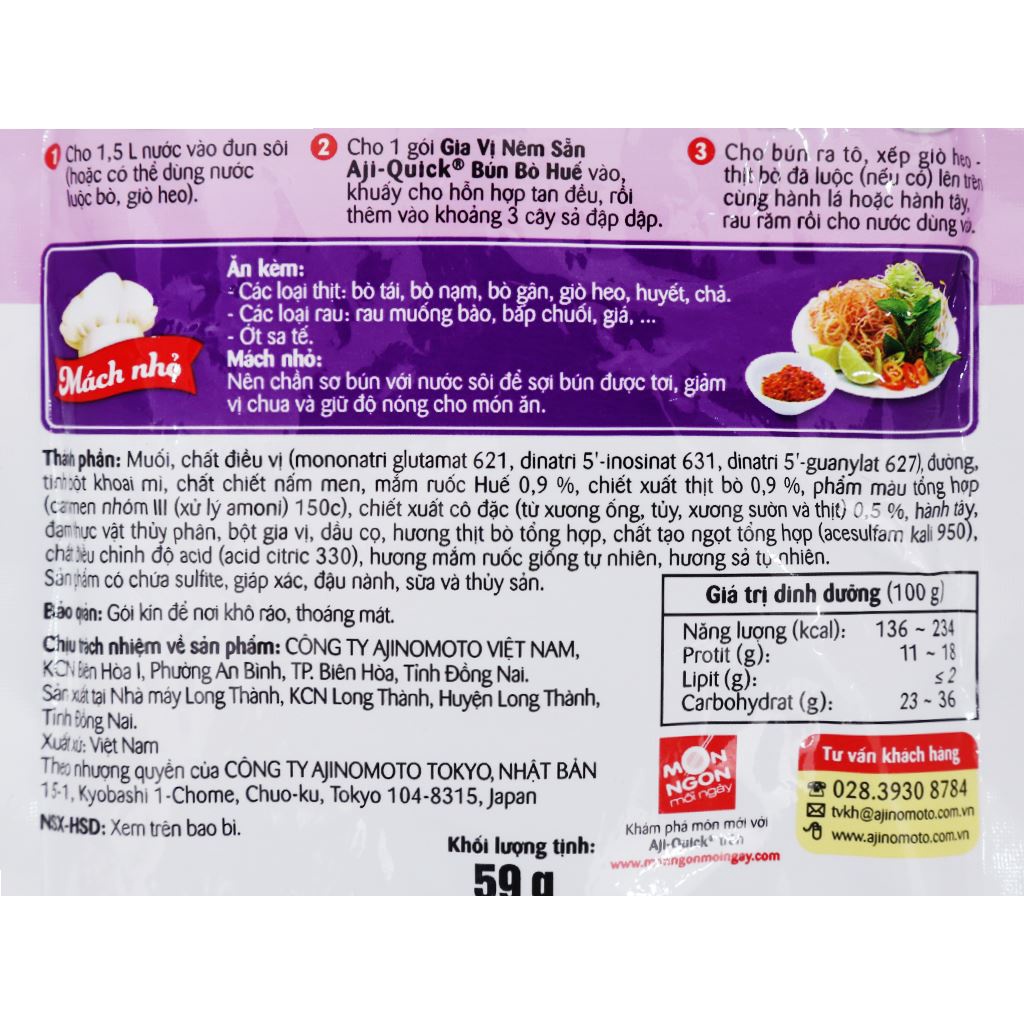 1 Cho 1,5 L nước vào đun sôi
(hoặc có thể dùng nước
luộc bò, giò heo).
2 Cho 1 gói Gia Vị Nêm Sẵn
Aji-Quick® Bún Bò Huế vào,
khuấy cho hỗn hợp tan đều, rồi
thêm vào khoảng 3 cây sả đập dập.
3 Cho bún ra tô, xếp giò heo -
thịt bò đã luộc (nếu có) lên trên
cùng hành lá hoặc hành tây,
rau răm rồi cho nước dùng vào.
Mách nhỏ
Ăn kèm:
- Các loại thịt: bò tái, bò nạm, bò gân, giò heo, huyết, chả.
- Các loại rau: rau muống bào, bắp chuối, giá, ...
- Ớt sa tế.
Mách nhỏ:
Nên chần sơ bún với nước sôi để sợi bún được tơi, giảm
vị chua và giữ độ nóng cho món ăn.
Thành phần: Muối, chất điều vị (mononatri glutamat 621, dinatri 5'-inosinat 631, dinatri 5'-guanylat 627), đường,
tinh bột khoai mì, chất chiết nấm men, mắm ruốc Huế 0,9 %, chiết xuất thịt bò 0,9 %, phẩm màu tổng hợp
(carmen nhóm III (xử lý amoni) 150c), chiết xuất cô đặc (từ xương ống, tủy, xương sườn và thịt) 0,5 %, hành tây,
đạm thực vật thủy phân, bột gia vị, dầu cọ, hương thịt bò tổng hợp, chất tạo ngọt tổng hợp (acesulfam kali 950),
chất điều chỉnh độ acid (acid citric 330), hương mắm ruốc giống tự nhiên, hương sả tự nhiên.
Sản phẩm có chứa sulfite, giáp xác, đậu nành, sữa và thủy sản.
Bảo quản: Gói kín để nơi khô ráo, thoáng mát.
Chịu trách nhiệm về sản phẩm: CÔNG TY AJINOMOTO VIỆT NAM,
KCN Biên Hòa I, Phường An Bình, TP. Biên Hòa, Tỉnh Đồng Nai.
Sản xuất tại Nhà máy Long Thành, KCN Long Thành, Huyện Long Thành,
Tỉnh Đồng Nai.
Xuất xứ: Việt Nam
Theo nhượng quyền của CÔNG TY AJINOMOTO TOKYO, NHẬT BẢN
15-1, Kyobashi 1-Chome, Chuo-ku, Tokyo 104-8315, Japan
NSX-HSD: Xem trên bao bì.
Khối lượng tịnh:
59 g
Giá trị dinh dưỡng (100 g)
Năng lượng (kcal): 136 ~ 234
Protit (g): 11 ~ 18
Lipit (g): ≤ 2
Carbohydrat (g): 23 ~ 36
MÓN
NGON
mỗi ngày
Khám phá món mới với
Aji-Quick® trên
www.monngonmoingay.com
Tư vấn khách hàng
028.3930 8784
tvkh@ajinomoto.com.vn
www.ajinomoto.com.vn